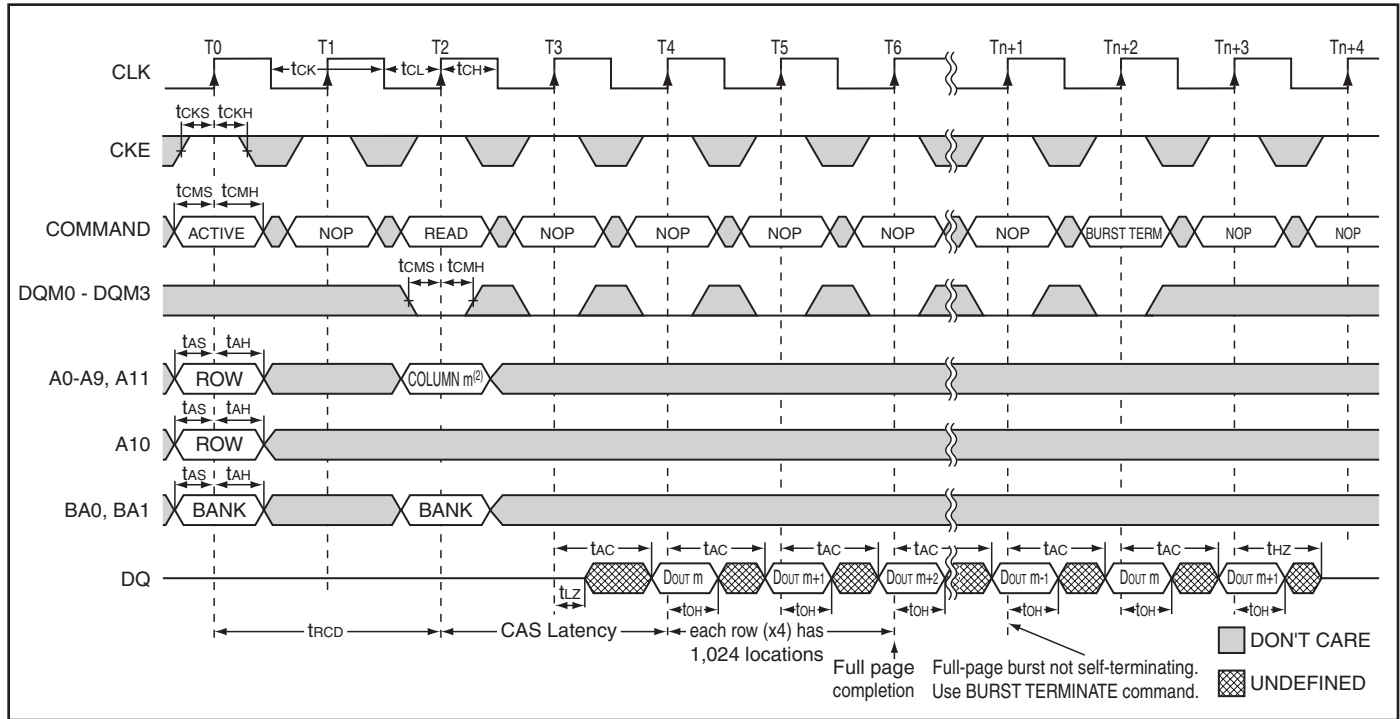 T0 T1 T2 T3 T4 T5 T6 Tn+1 Tn+2 Tn+3 Tn+4
CLK tCK tCL tCH
tCKS tCKH
CKE
tCMS tCMH
COMMAND ACTIVE NOP READ NOP NOP NOP NOP NOP BURST TERM NOP NOP
tCMS tCMH
DQM0 - DQM3
tAS tAH
A0-A9, A11 ROW COLUMN m(2)
tAS tAH
A10 ROW
tAS tAH
BA0, BA1 BANK BANK
tAC tAC tAC tAC tAC tAC tHZ
DQ DOUT m DOUT m+1 DOUT m+2 DOUT m-1 DOUT m DOUT m+1
tLZ tOH tOH tOH tOH tOH tOH
tRCD CAS Latency each row (x4) has
1,024 locations
Full page
completion
Full-page burst not self-terminating.
Use BURST TERMINATE command.
DON'T CARE
UNDEFINED